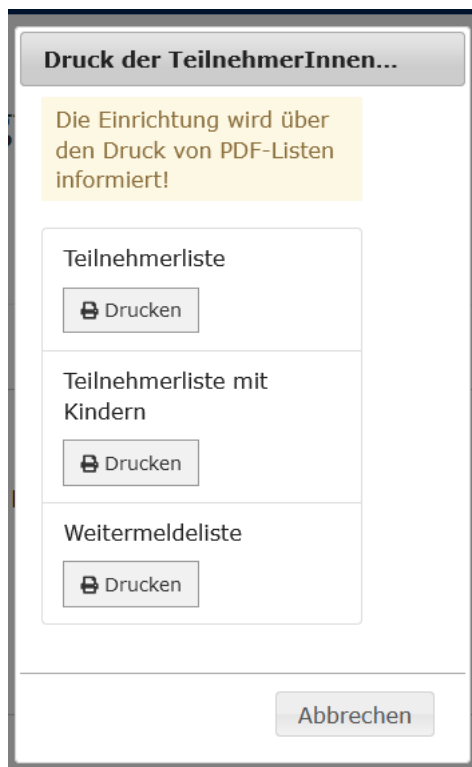 Druck der TeilnehmerInnen...
Die Einrichtung wird über
den Druck von PDF-Listen
informiert!
Teilnehmerliste
Drucken
Teilnehmerliste mit
Kindern
Drucken
Weitermeldeliste
Drucken
Abbrechen